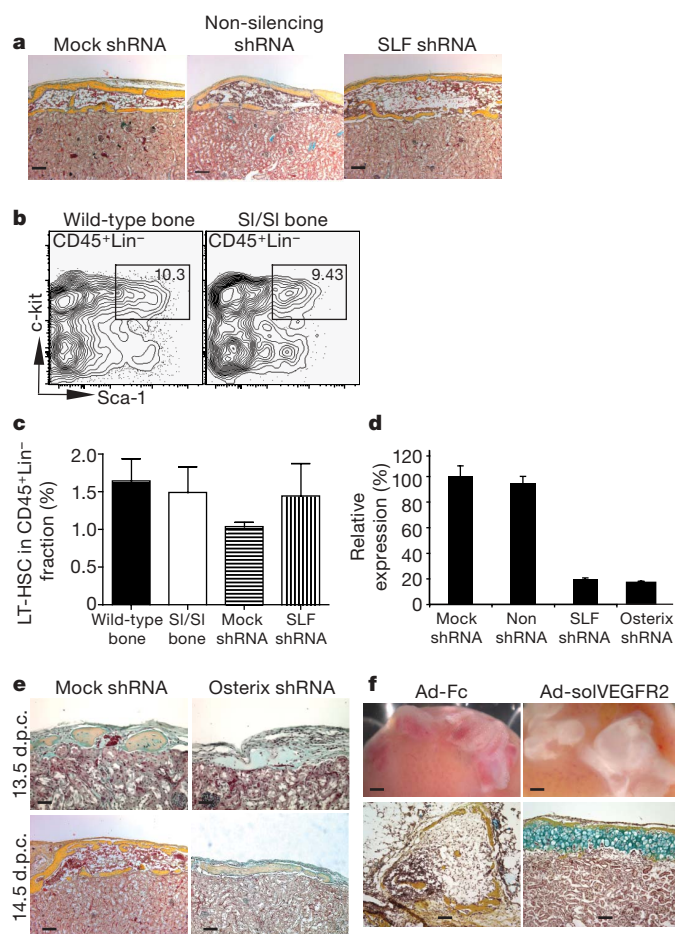 a
Mock shRNA
Non-silencing
shRNA
SLF shRNA
b
Wild-type bone
Sl/Sl bone
CD45⁺Lin⁻
CD45⁺Lin⁻
10.3
9.43
c-kit
Sca-1
c
LT-HSC in CD45⁺Lin⁻
fraction (%)
2.0
1.5
1.0
0.5
0
Wild-type
bone
Sl/Sl
bone
Mock
shRNA
SLF
shRNA
d
Relative
expression (%)
120
100
80
60
40
20
0
Mock
shRNA
Non
shRNA
SLF
shRNA
Osterix
shRNA
e
Mock shRNA
Osterix shRNA
13.5 d.p.c.
14.5 d.p.c.
f
Ad-Fc
Ad-solVEGFR2